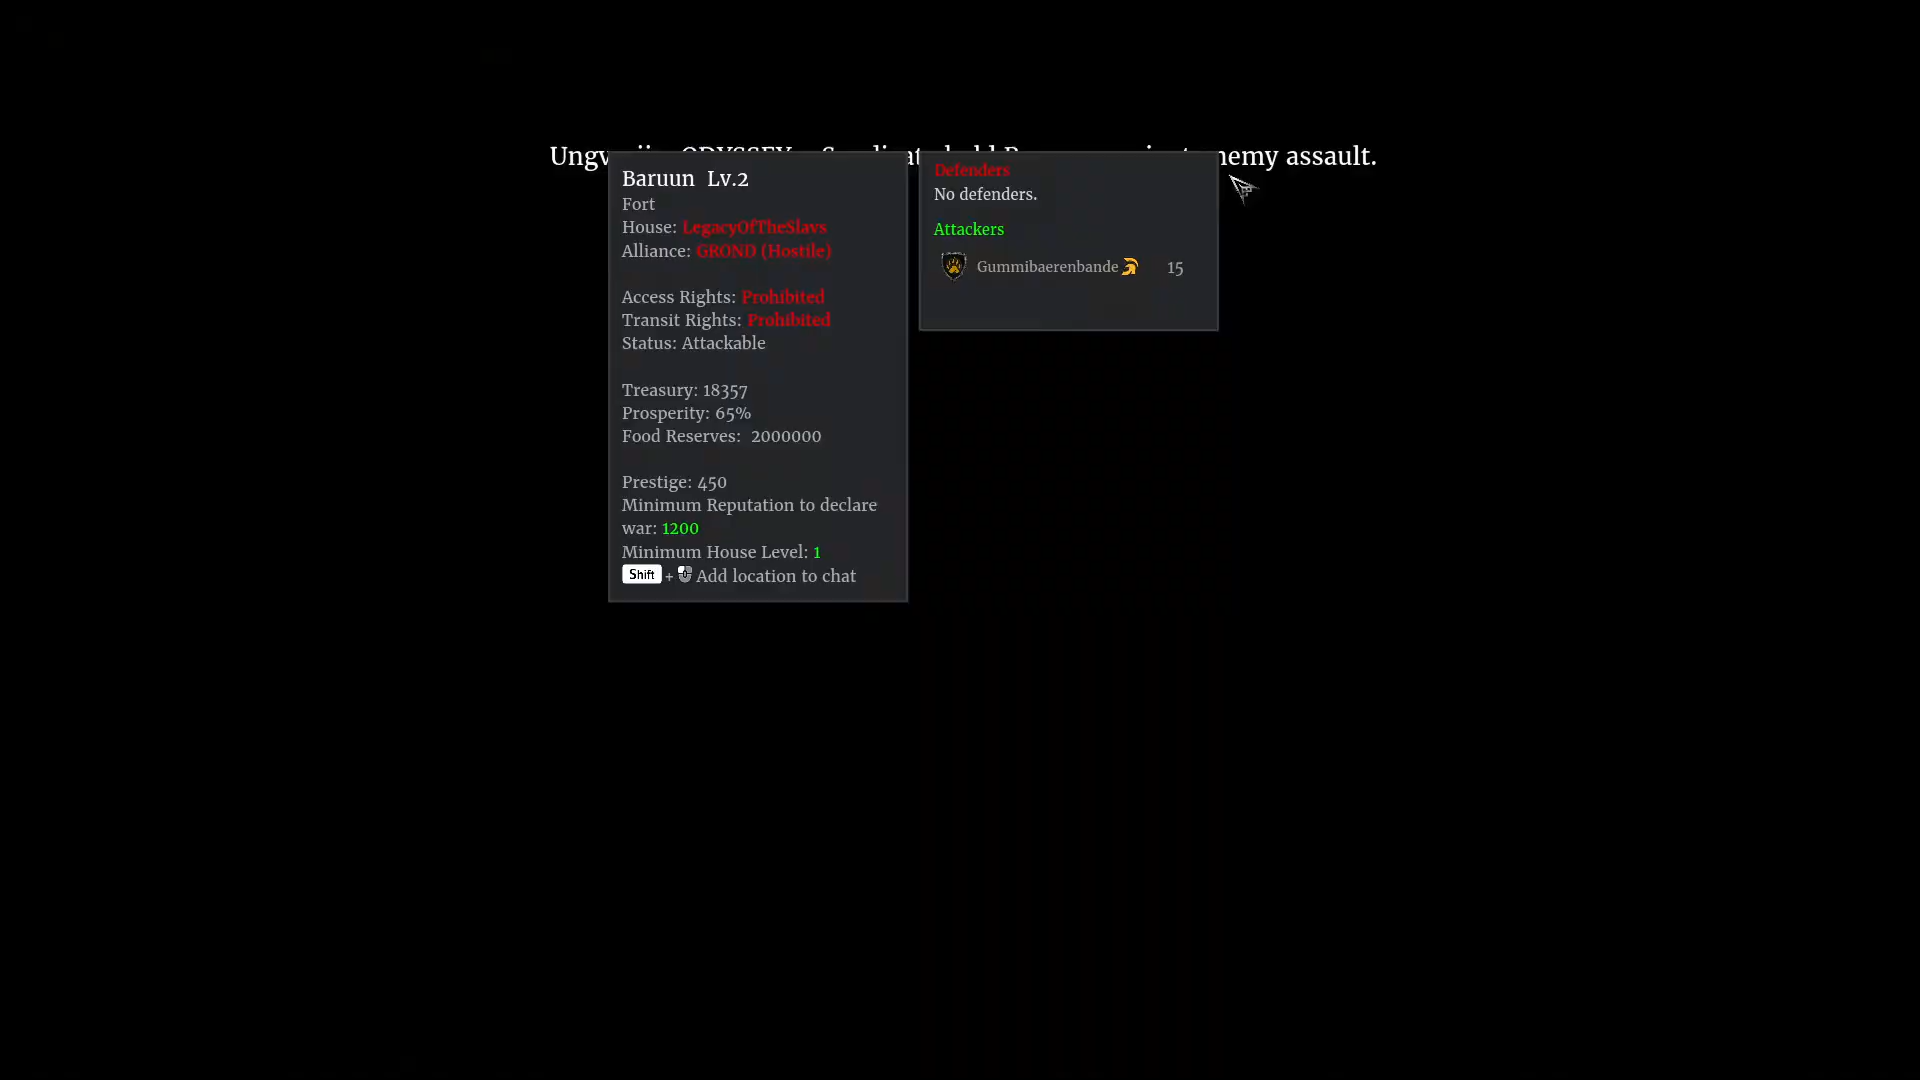 enemy assault.
Baruun Lv.2
Fort
House: LegacyOfTheSlavs
Alliance: GROND (Hostile)
Access Rights: Prohibited
Transit Rights: Prohibited
Status: Attackable
Treasury: 18357
Prosperity: 65%
Food Reserves: 2000000
Prestige: 450
Minimum Reputation to declare
war: 1200
Minimum House Level: 1
Shift + Add location to chat
Defenders
No defenders.
Attackers
Gummibaerenbande 15